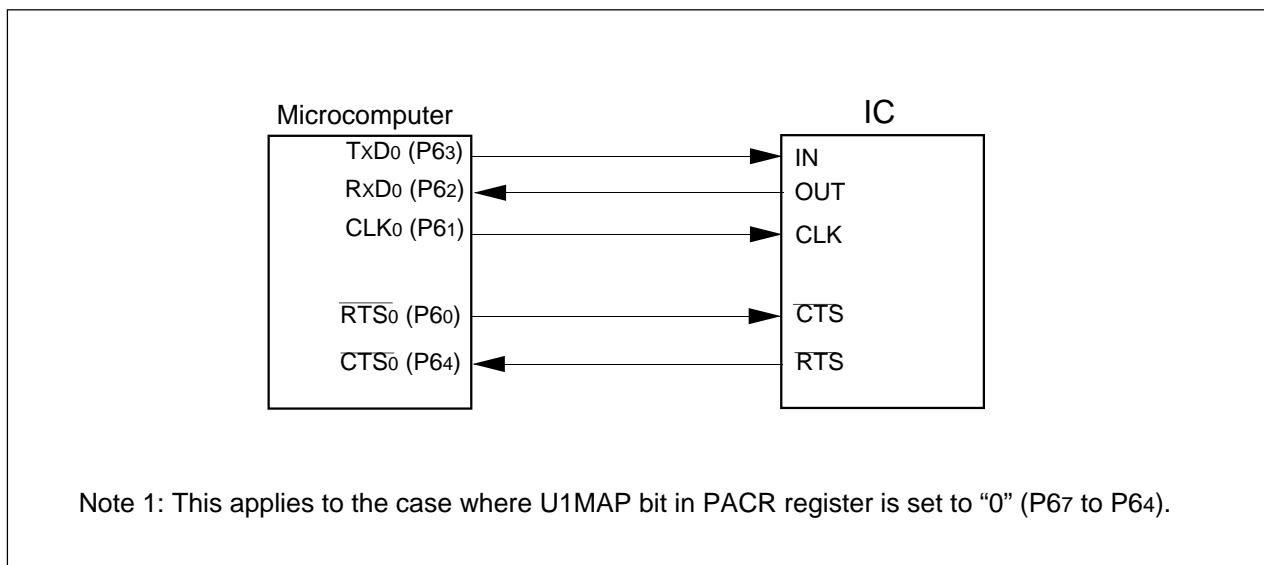 Microcomputer
IC
TxD0 (P63)
IN
RxD0 (P62)
OUT
CLK0 (P61)
CLK
RTS0 (P60)
CTS
CTS0 (P64)
RTS
Note 1: This applies to the case where U1MAP bit in PACR register is set to “0” (P67 to P64).